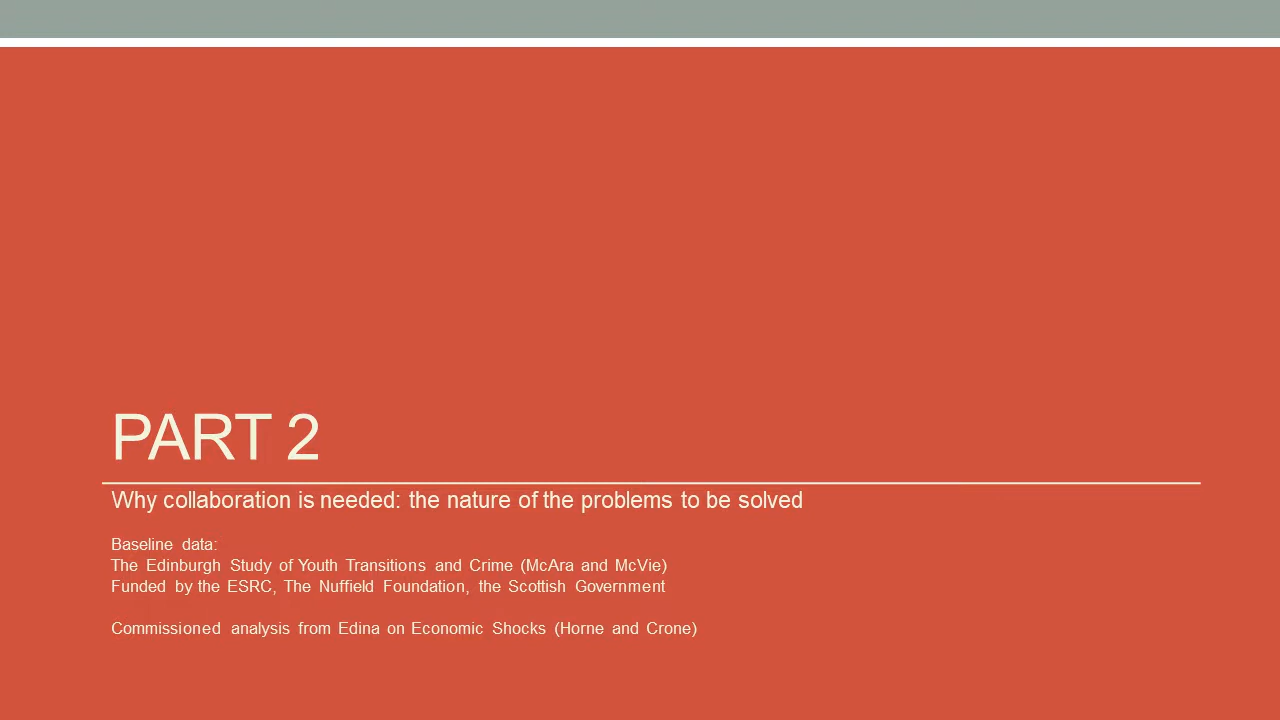 PART 2
Why collaboration is needed: the nature of the problems to be solved
Baseline data:
The Edinburgh Study of Youth Transitions and Crime (McAra and McVie)
Funded by the ESRC, The Nuffield Foundation, the Scottish Government
Commissioned analysis from Edina on Economic Shocks (Horne and Crone)